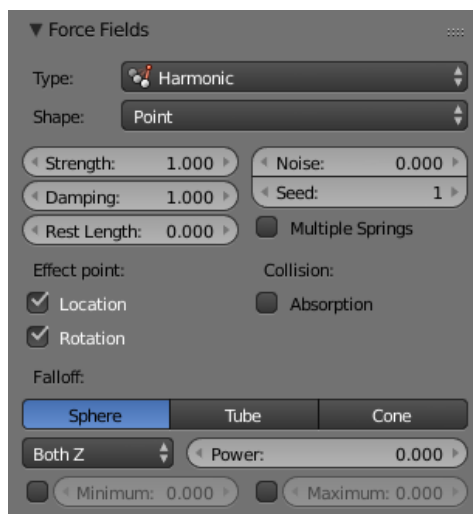 Force Fields
Type: Harmonic
Shape: Point
Strength: 1.000 Noise: 0.000
Damping: 1.000 Seed: 1
Rest Length: 0.000 Multiple Springs
Effect point: Collision:
Location Absorption
Rotation
Falloff:
Sphere Tube Cone
Both Z Power: 0.000
Minimum: 0.000 Maximum: 0.000